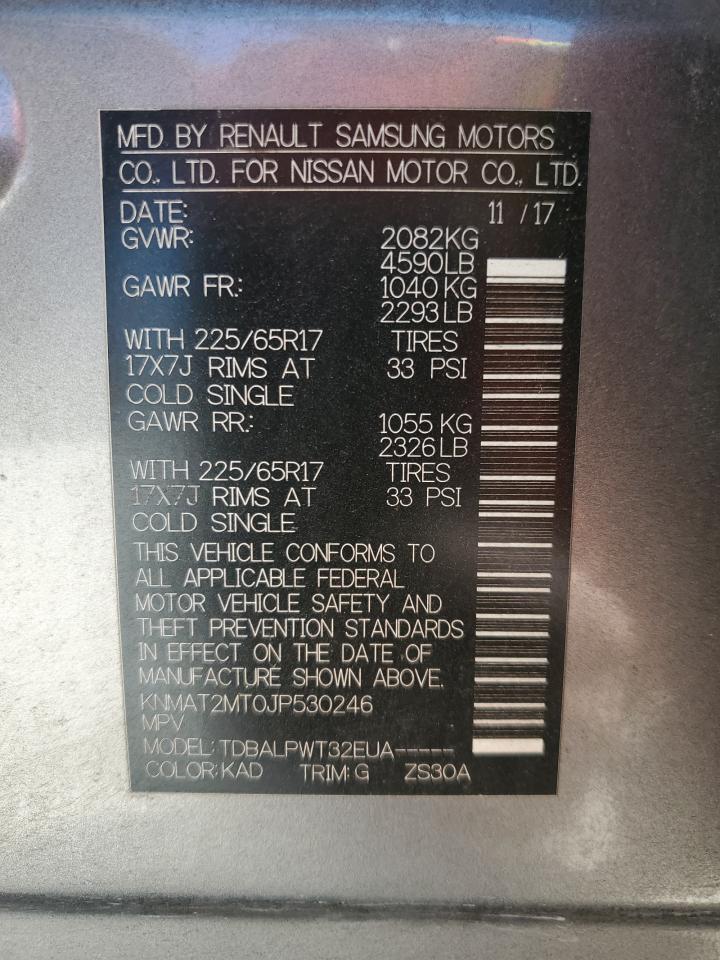 MFD BY RENAULT SAMSUNG MOTORS
CO., LTD. FOR NISSAN MOTOR CO., LTD.
DATE: 11 / 17
GVWR: 2082KG
4590LB
GAWR FR.: 1040 KG
2293 LB
WITH 225/65R17 TIRES
17X7J RIMS AT 33 PSI
COLD SINGLE
GAWR RR.: 1055 KG
2326 LB
WITH 225/65R17 TIRES
17X7J RIMS AT 33 PSI
COLD SINGLE
THIS VEHICLE CONFORMS TO
ALL APPLICABLE FEDERAL
MOTOR VEHICLE SAFETY AND
THEFT PREVENTION STANDARDS
IN EFFECT ON THE DATE OF
MANUFACTURE SHOWN ABOVE.
KNMAT2MT0JP530246
MPV
MODEL: TDBALPWT32EUA-----
COLOR: KAD TRIM: G ZS30A